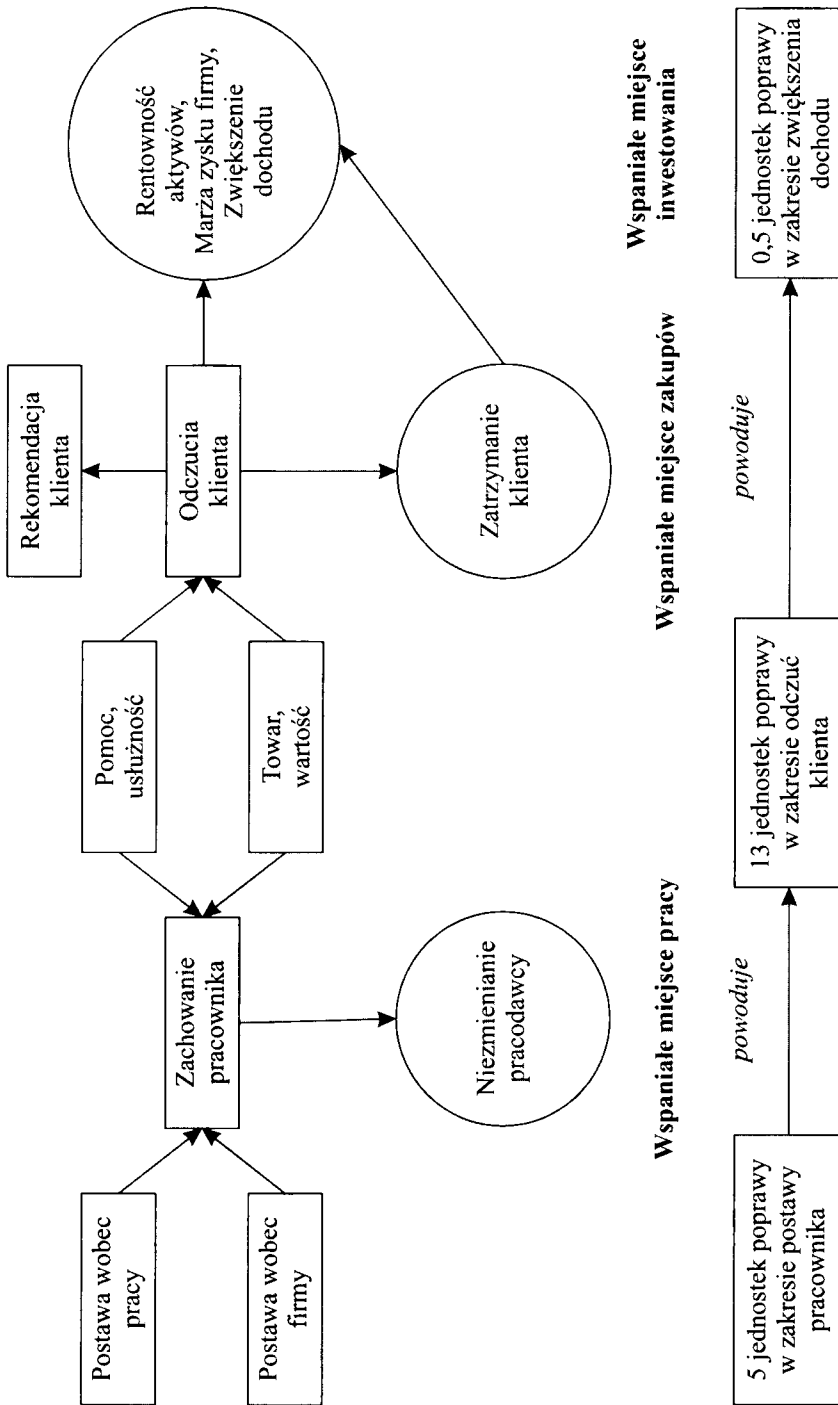 Postawa wobec
pracy
Postawa wobec
firmy
Zachowanie
pracownika
Niezmienianie
pracodawcy
Pomoc,
usłużność
Towar,
wartość
Rekomendacja
klienta
Odczucia
klienta
Zatrzymanie
klienta
Rentowność
aktywów,
Marża zysku firmy,
Zwiększenie
dochodu
Wspaniałe miejsce pracy
Wspaniałe miejsce zakupów
Wspaniałe miejsce
inwestowania
5 jednostek poprawy
w zakresie postawy
pracownika
powoduje
13 jednostek poprawy
w zakresie odczuć
klienta
powoduje
0,5 jednostek poprawy
w zakresie zwiększenia
dochodu